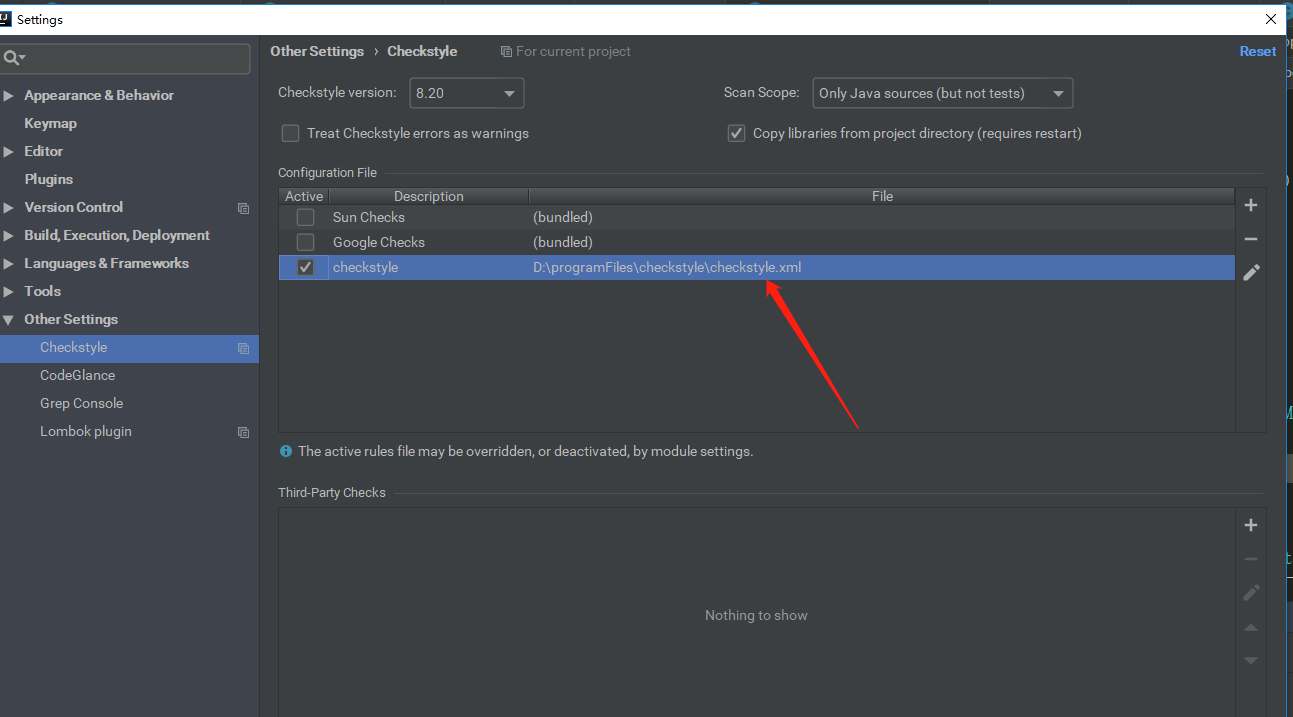 Settings
Other Settings › Checkstyle For current project Reset
Checkstyle version: 8.20 Scan Scope: Only Java sources (but not tests)
Treat Checkstyle errors as warnings Copy libraries from project directory (requires restart)
Appearance & Behavior
Keymap
Editor
Plugins
Version Control
Build, Execution, Deployment
Languages & Frameworks
Tools
Other Settings
Checkstyle
CodeGlance
Grep Console
Lombok plugin
Configuration File
Active Description File
Sun Checks (bundled)
Google Checks (bundled)
checkstyle D:\programFiles\checkstyle\checkstyle.xml
The active rules file may be overridden, or deactivated, by module settings.
Third-Party Checks
Nothing to show